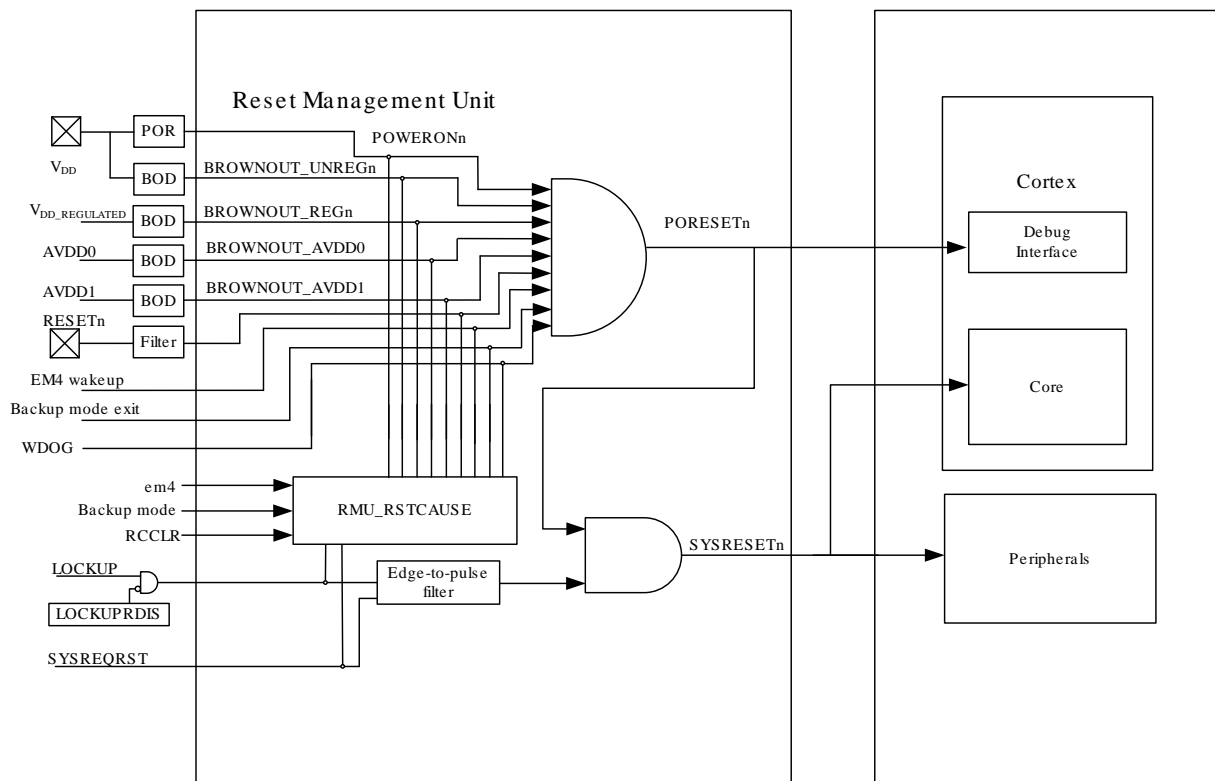 Reset Management Unit
POR
POWERONn
VDD
BOD
BROWNOUT_UNREGn
VDD_REGULATED
BOD
BROWNOUT_REGn
AVDD0
BOD
BROWNOUT_AVDD0
AVDD1
BOD
BROWNOUT_AVDD1
RESETn
Filter
EM4 wakeup
Backup mode exit
WDOG
PORESETn
Cortex
Debug
Interface
Core
em4
Backup mode
RCCLR
RMU_RSTCAUSE
LOCKUP
LOCKUPRDIS
Edge-to-pulse
filter
SYSREQRST
SYSRESETn
Peripherals